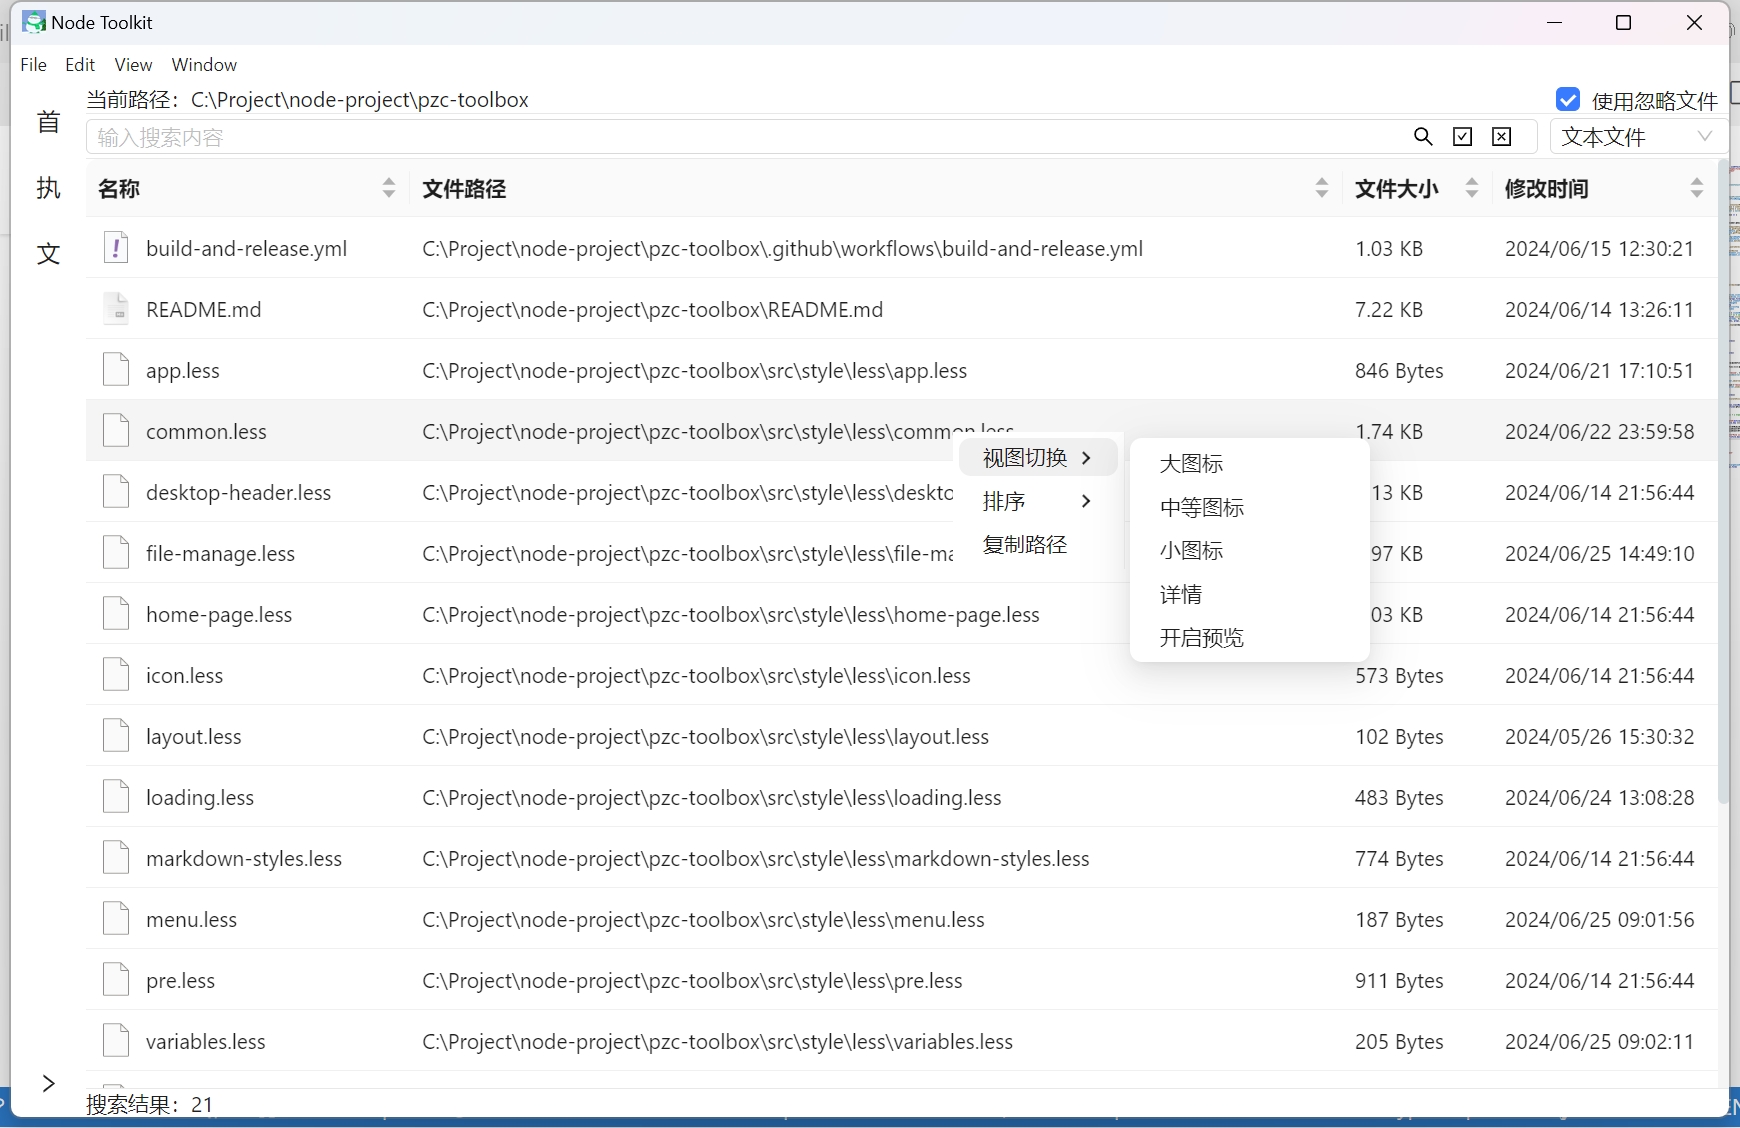 Node Toolkit
File Edit View Window
当前路径：C:\Project\node-project\pzc-toolbox
使用忽略文件
首
执
文
输入搜索内容
文本文件
名称 文件路径 文件大小 修改时间
build-and-release.yml C:\Project\node-project\pzc-toolbox\.github\workflows\build-and-release.yml 1.03 KB 2024/06/15 12:30:21
README.md C:\Project\node-project\pzc-toolbox\README.md 7.22 KB 2024/06/14 13:26:11
app.less C:\Project\node-project\pzc-toolbox\src\style\less\app.less 846 Bytes 2024/06/21 17:10:51
common.less C:\Project\node-project\pzc-toolbox\src\style\less\common.less 1.74 KB 2024/06/22 23:59:58
desktop-header.less C:\Project\node-project\pzc-toolbox\src\style\less\deskto 13 KB 2024/06/14 21:56:44
file-manage.less C:\Project\node-project\pzc-toolbox\src\style\less\file-ma 97 KB 2024/06/25 14:49:10
home-page.less C:\Project\node-project\pzc-toolbox\src\style\less\home-page.less 03 KB 2024/06/14 21:56:44
icon.less C:\Project\node-project\pzc-toolbox\src\style\less\icon.less 573 Bytes 2024/06/14 21:56:44
layout.less C:\Project\node-project\pzc-toolbox\src\style\less\layout.less 102 Bytes 2024/05/26 15:30:32
loading.less C:\Project\node-project\pzc-toolbox\src\style\less\loading.less 483 Bytes 2024/06/24 13:08:28
markdown-styles.less C:\Project\node-project\pzc-toolbox\src\style\less\markdown-styles.less 774 Bytes 2024/06/14 21:56:44
menu.less C:\Project\node-project\pzc-toolbox\src\style\less\menu.less 187 Bytes 2024/06/25 09:01:56
pre.less C:\Project\node-project\pzc-toolbox\src\style\less\pre.less 911 Bytes 2024/06/14 21:56:44
variables.less C:\Project\node-project\pzc-toolbox\src\style\less\variables.less 205 Bytes 2024/06/25 09:02:11
视图切换
排序
复制路径
大图标
中等图标
小图标
详情
开启预览
搜索结果：21